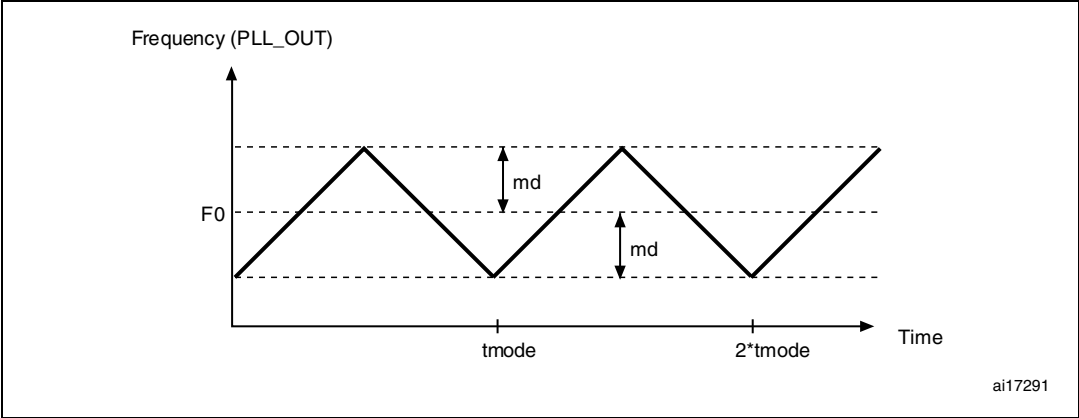 Frequency (PLL_OUT)
md
F0
md
tmode
2*tmode
Time
ai17291